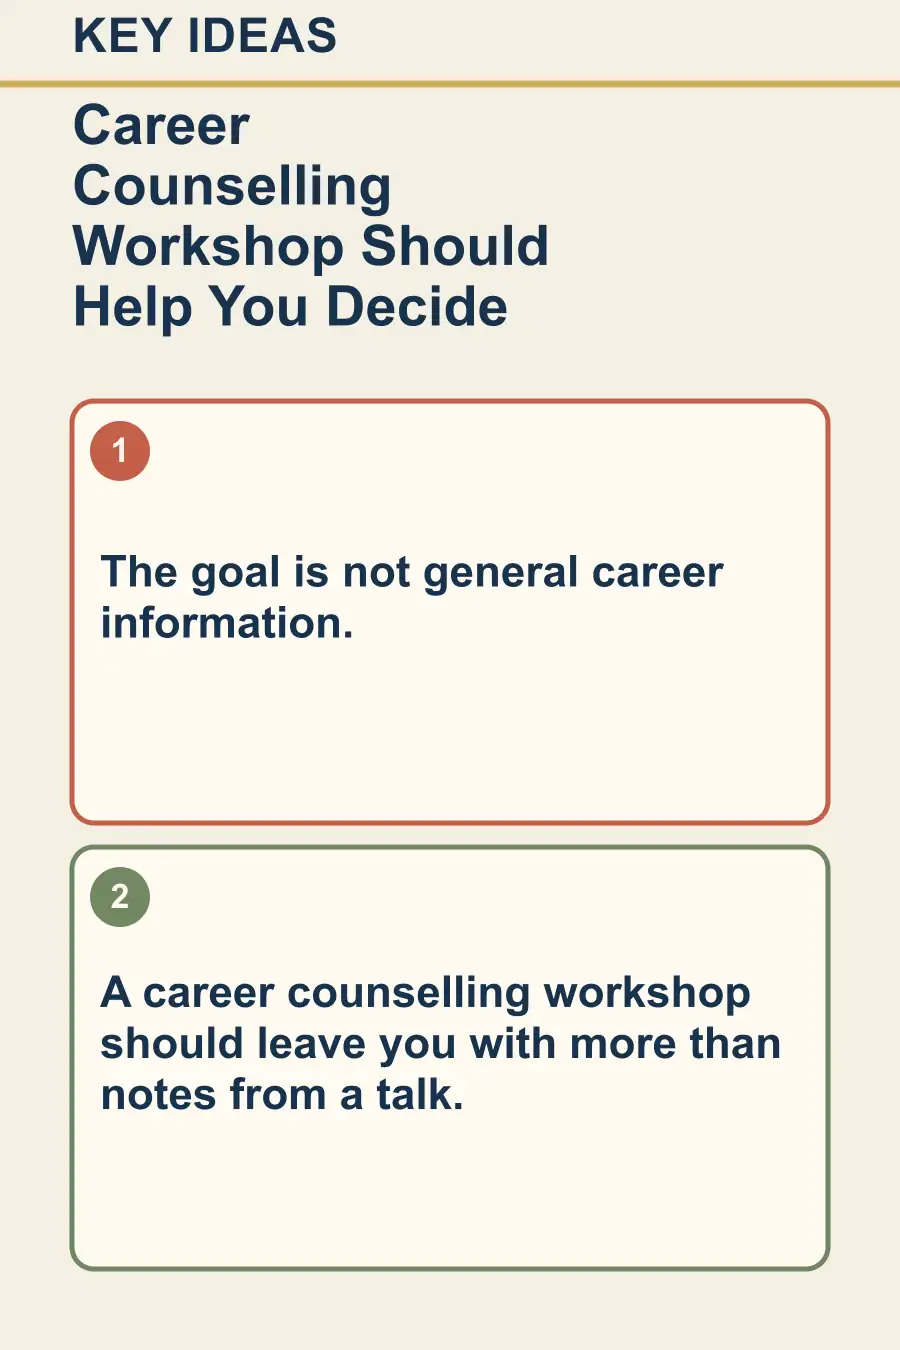 KEY IDEAS
Career
Counselling
Workshop Should
Help You Decide
1
The goal is not general career
information.
2
A career counselling workshop
should leave you with more than
notes from a talk.